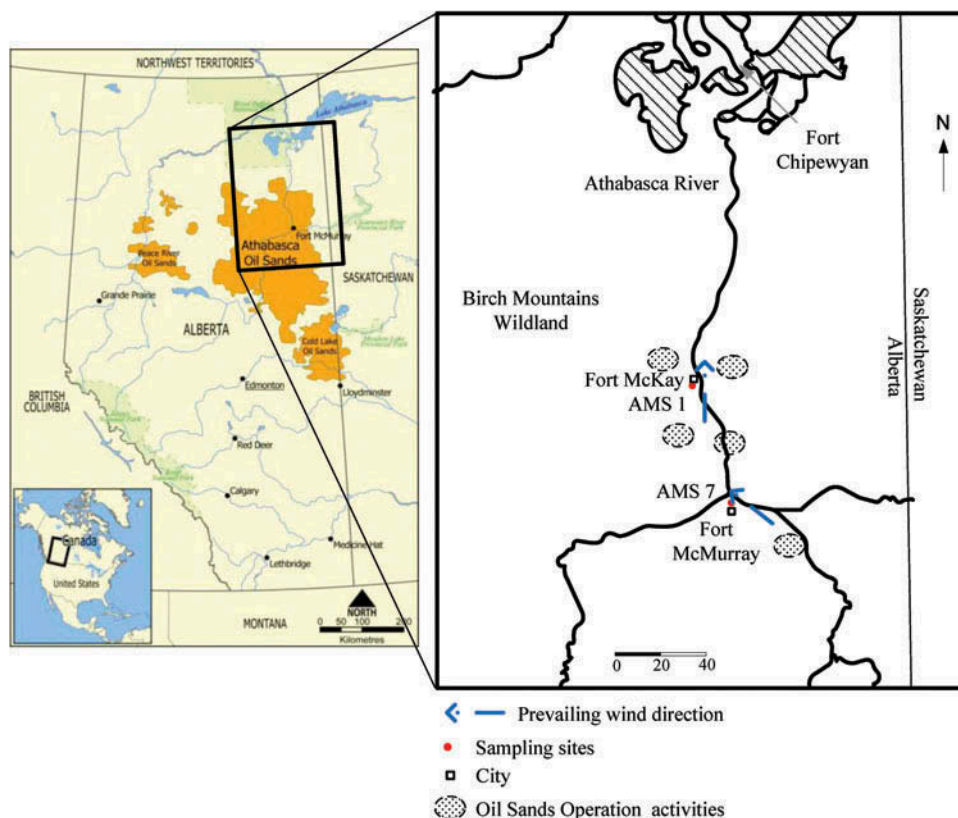 NORTHWEST TERRITORIES
Lake Athabasca
Fort McMurray
Athabasca
Oil Sands
Peace River
Oil Sands
SASKATCHEWAN
Grande Prairie
ALBERTA
Cold Lake
Oil Sands
Edmonton
Lloydminster
BRITISH
COLUMBIA
Red Deer
Calgary
Medicine Hat
Lethbridge
Canada
United States
MONTANA
NORTH
0 50 100 200
Kilometres
N
Fort
Chipewyan
Athabasca River
Birch Mountains
Wildland
Saskatchewan
Alberta
Fort McKay
AMS 1
AMS 7
Fort
McMurray
0 20 40
Prevailing wind direction
Sampling sites
City
Oil Sands Operation activities